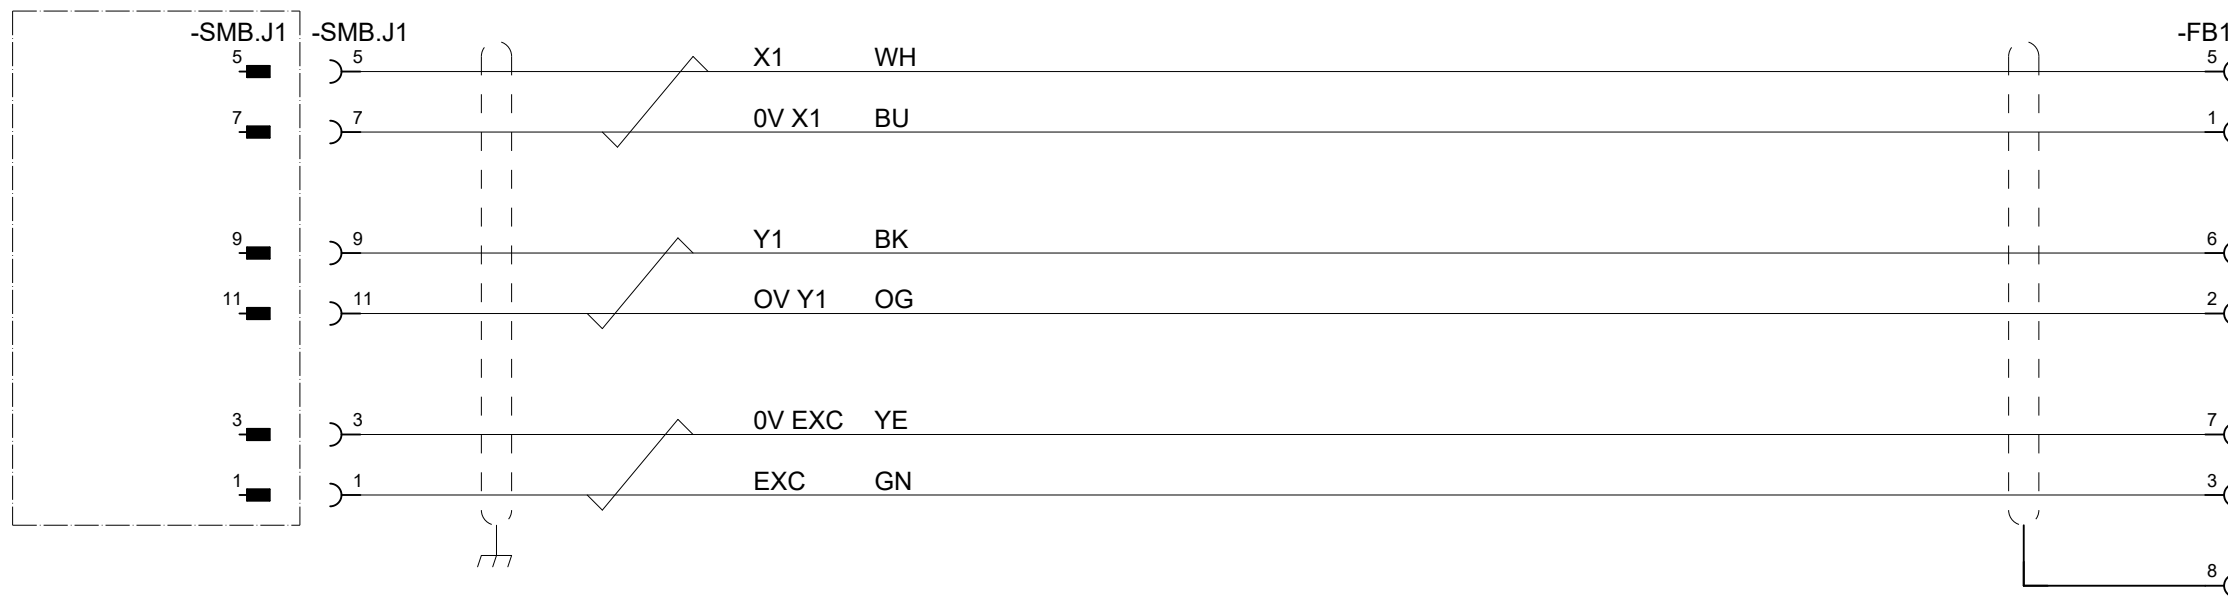 -SMB.J1 -SMB.J1 -FB1
5 5 X1 WH 5
7 7 0V X1 BU 1
9 9 Y1 BK 6
11 11 OV Y1 OG 2
3 3 0V EXC YE 7
1 1 EXC GN 3
8